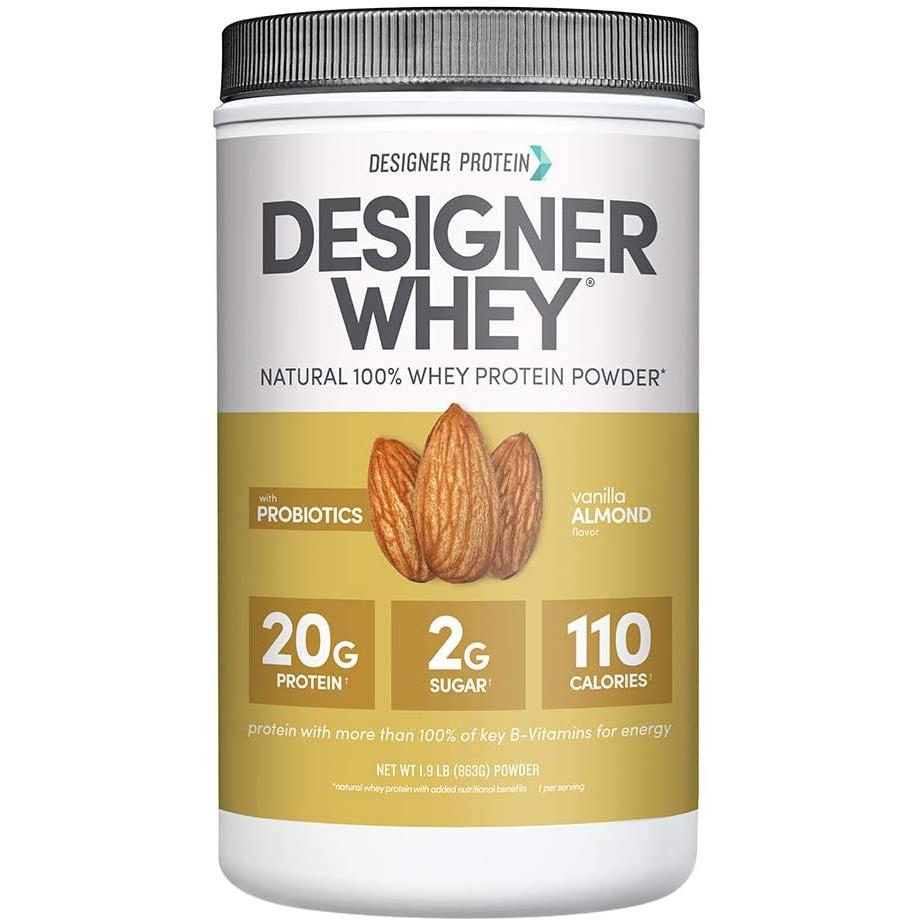 DESIGNER PROTEIN
DESIGNER
WHEY®
NATURAL 100% WHEY PROTEIN POWDER*
with
PROBIOTICS
vanilla
ALMOND
flavor
20G
PROTEIN†
2G
SUGAR†
110
CALORIES†
protein with more than 100% of key B-Vitamins for energy
NET WT 1.9 LB (863G) POWDER
*natural whey protein with added nutritional benefits †per serving